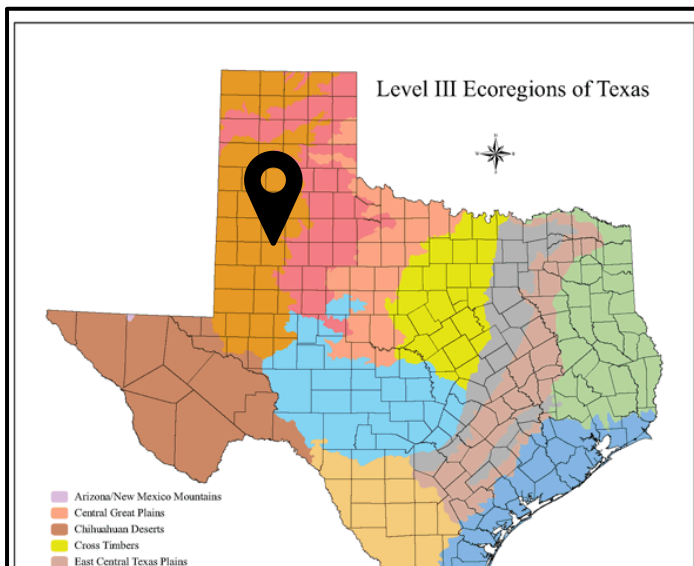 Level III Ecoregions of Texas
Arizona/New Mexico Mountains
Central Great Plains
Chihuahuan Deserts
Cross Timbers
East Central Texas Plains